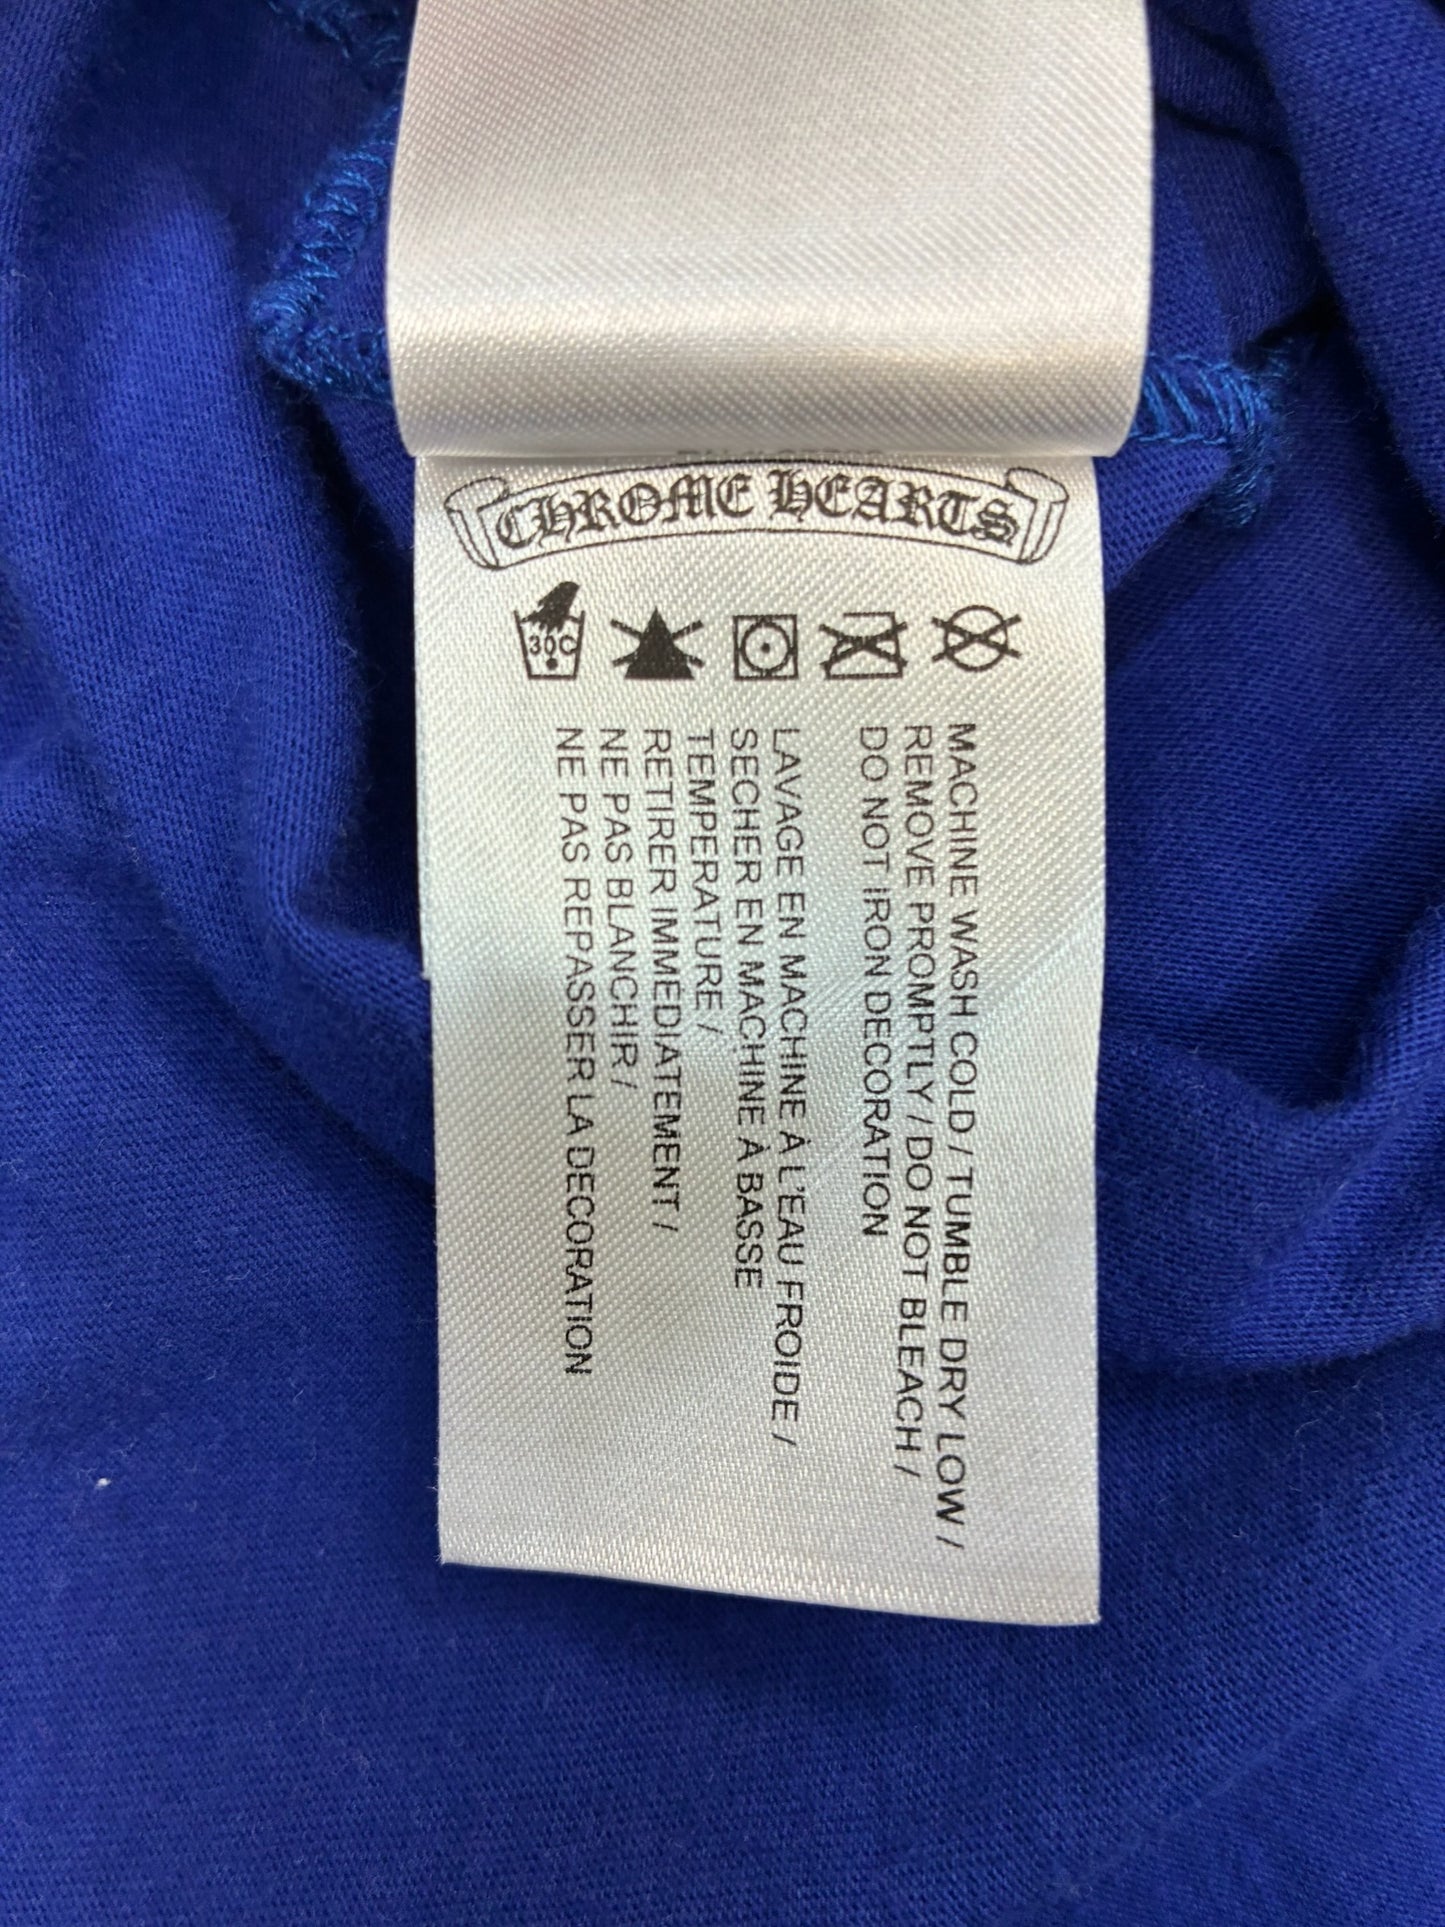 CHROME HEARTS
30C
MACHINE WASH COLD / TUMBLE DRY LOW /
REMOVE PROMPTLY / DO NOT BLEACH /
DO NOT IRON DECORATION
LAVAGE EN MACHINE À L'EAU FROIDE /
SECHER EN MACHINE À BASSE
TEMPERATURE /
RETIRER IMMEDIATEMENT /
NE PAS BLANCHIR /
NE PAS REPASSER LA DECORATION